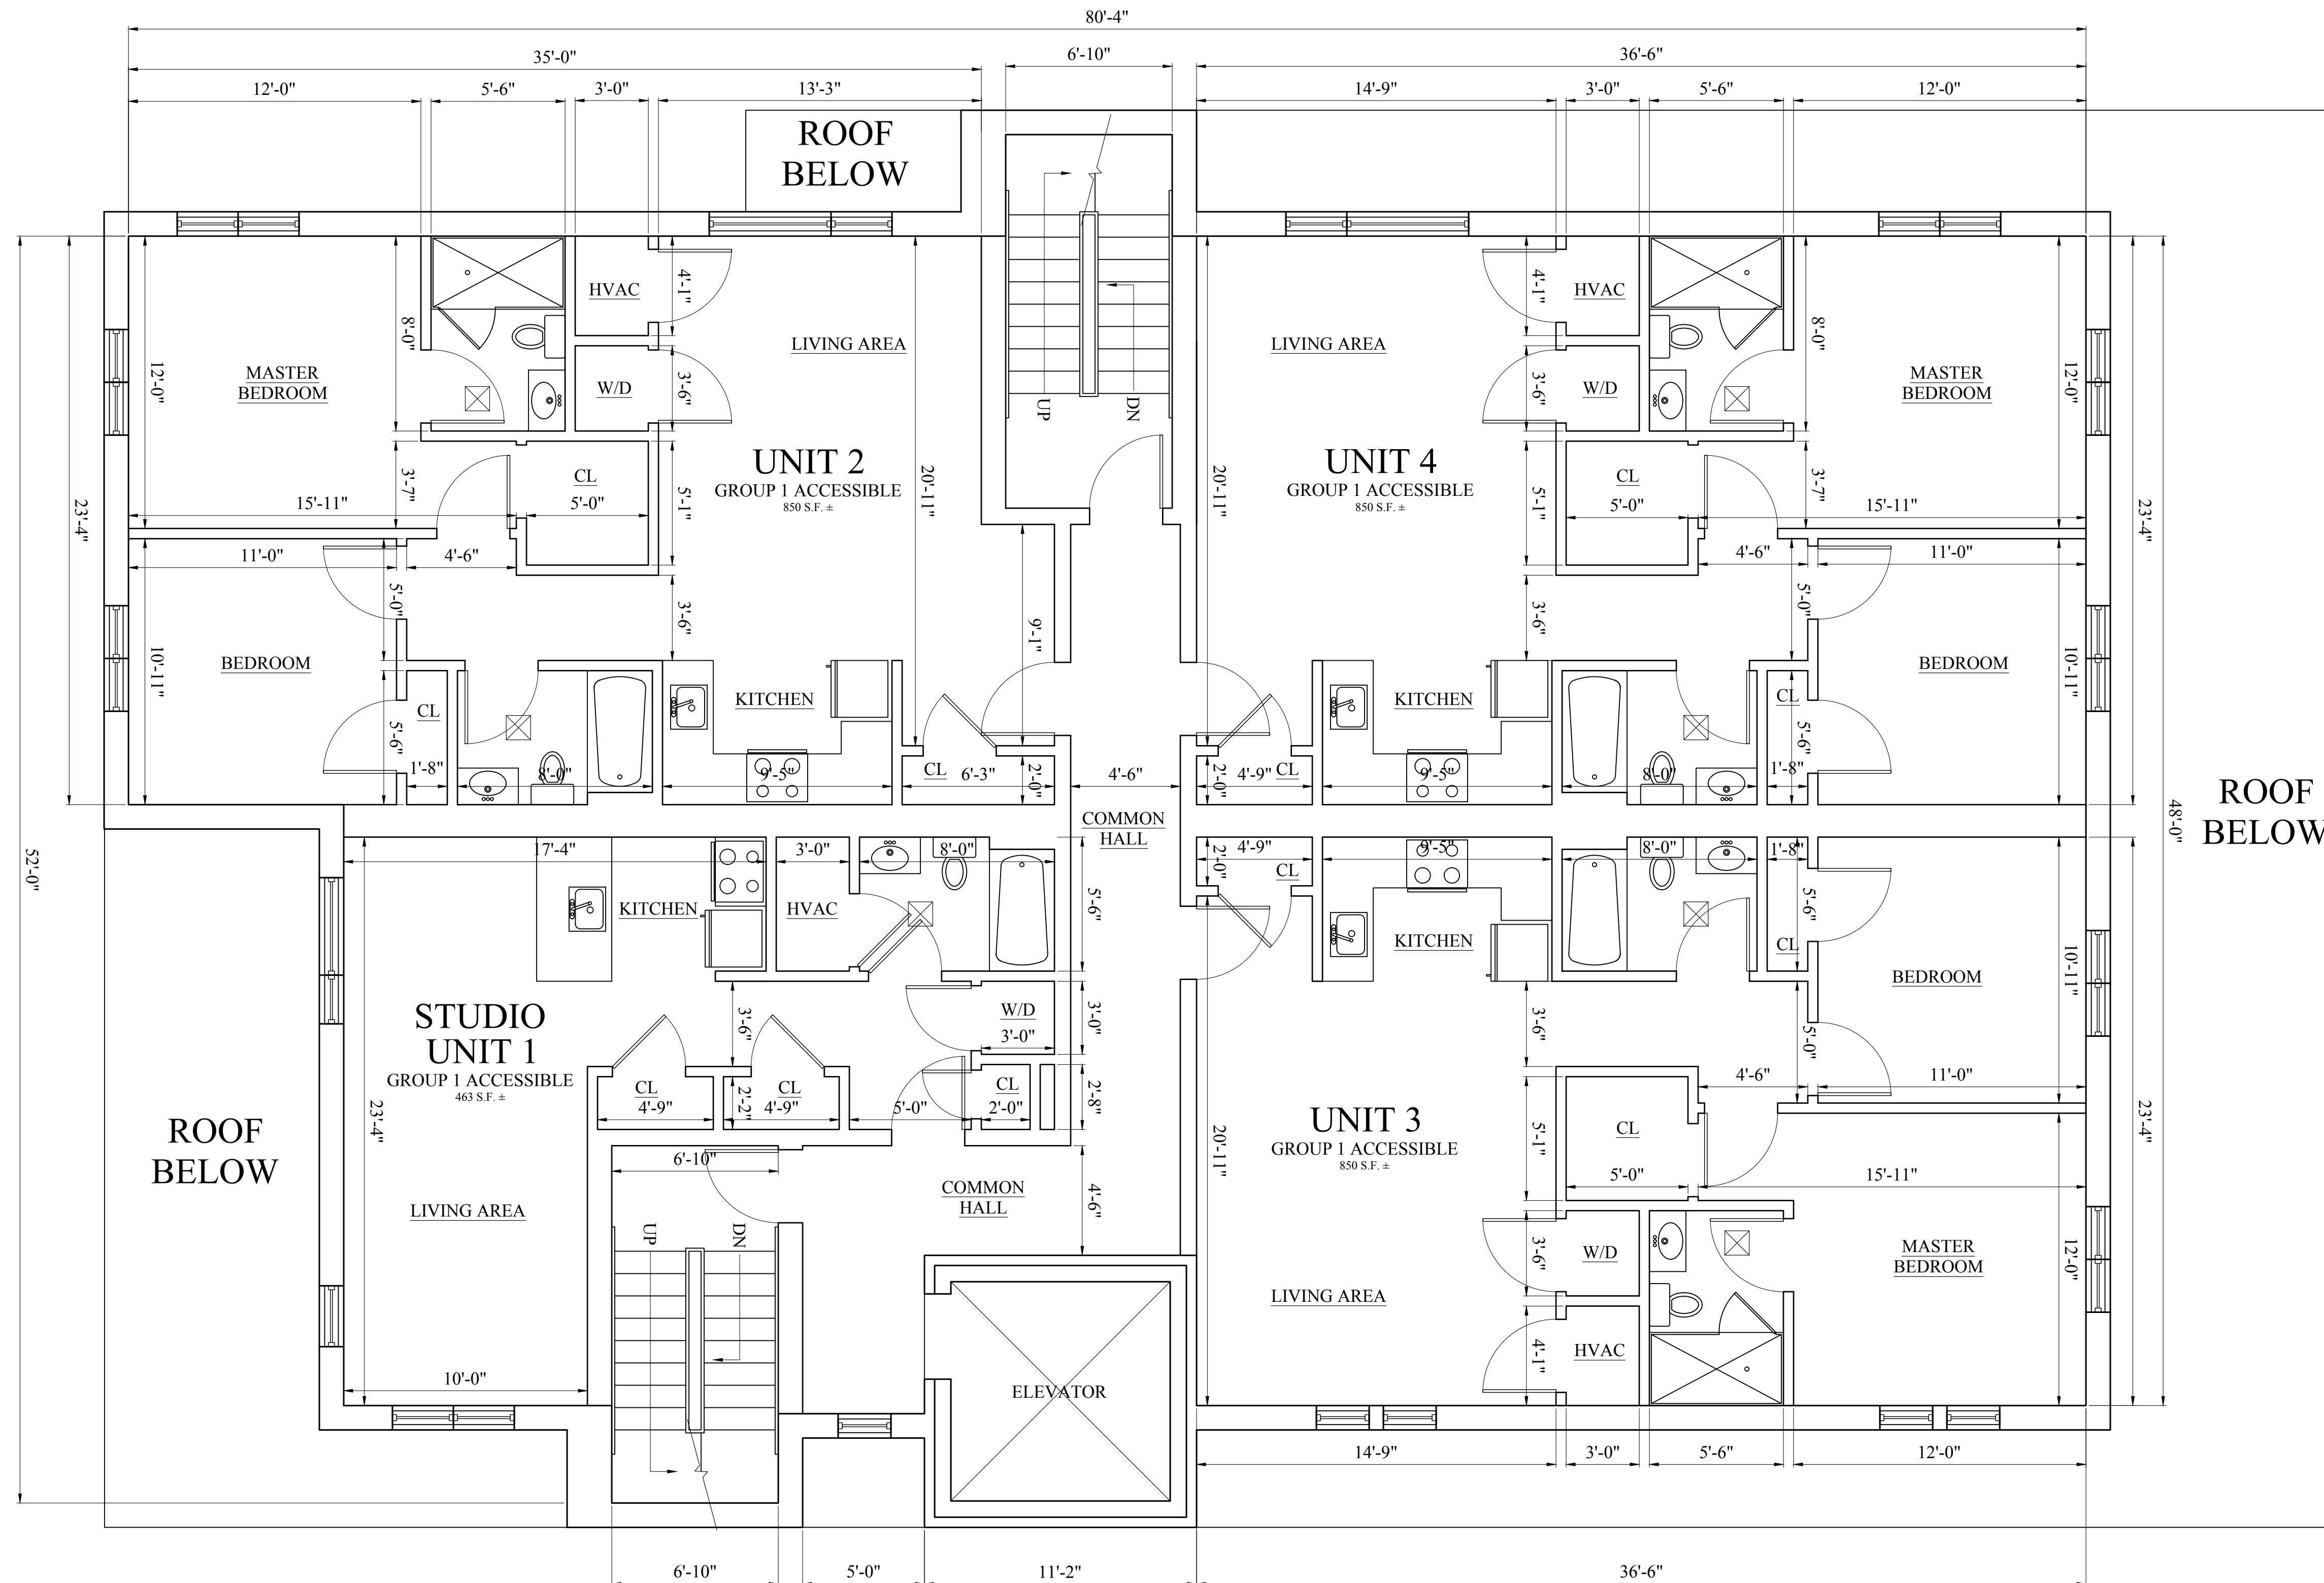 80'-4"
35'-0"
6'-10"
36'-6"
12'-0"
5'-6"
3'-0"
13'-3"
14'-9"
3'-0"
5'-6"
12'-0"
ROOF
BELOW
HVAC
4'-1"
8'-0"
12'-0"
MASTER
BEDROOM
W/D
3'-6"
LIVING AREA
UP
DN
UNIT 2
GROUP 1 ACCESSIBLE
850 S.F. ±
20'-11"
CL
5'-0"
5'-1"
3'-7"
15'-11"
23'-4"
11'-0"
4'-6"
5'-0"
3'-6"
9'-1"
BEDROOM
10'-11"
CL
5'-6"
1'-8"
8'-0"
KITCHEN
9'-5"
CL
6'-3"
2'-0"
4'-6"
COMMON
HALL
LIVING AREA
4'-1"
HVAC
8'-0"
3'-6"
W/D
MASTER
BEDROOM
12'-0"
UNIT 4
GROUP 1 ACCESSIBLE
850 S.F. ±
20'-11"
CL
5'-0"
5'-1"
3'-7"
15'-11"
23'-4"
4'-6"
11'-0"
5'-0"
3'-6"
BEDROOM
10'-11"
KITCHEN
CL
5'-6"
1'-8"
8'-0"
9'-5"
2'-0"
4'-9"
CL
48'-0"
ROOF
BELOW
52'-0"
17'-4"
3'-0"
8'-0"
KITCHEN
HVAC
5'-6"
STUDIO
UNIT 1
GROUP 1 ACCESSIBLE
463 S.F. ±
23'-4"
3'-6"
W/D
3'-0"
3'-0"
CL
4'-9"
2'-2"
CL
4'-9"
5'-0"
CL
2'-0"
2'-8"
ROOF
BELOW
6'-10"
LIVING AREA
UP
DN
COMMON
HALL
4'-6"
10'-0"
ELEVATOR
2'-0"
4'-9"
CL
9'-5"
8'-0"
1'-8"
5'-6"
CL
KITCHEN
BEDROOM
10'-11"
3'-6"
5'-0"
4'-6"
11'-0"
UNIT 3
GROUP 1 ACCESSIBLE
850 S.F. ±
20'-11"
5'-1"
CL
5'-0"
15'-11"
23'-4"
3'-6"
W/D
MASTER
BEDROOM
12'-0"
LIVING AREA
4'-1"
HVAC
14'-9"
3'-0"
5'-6"
12'-0"
6'-10"
5'-0"
11'-2"
36'-6"